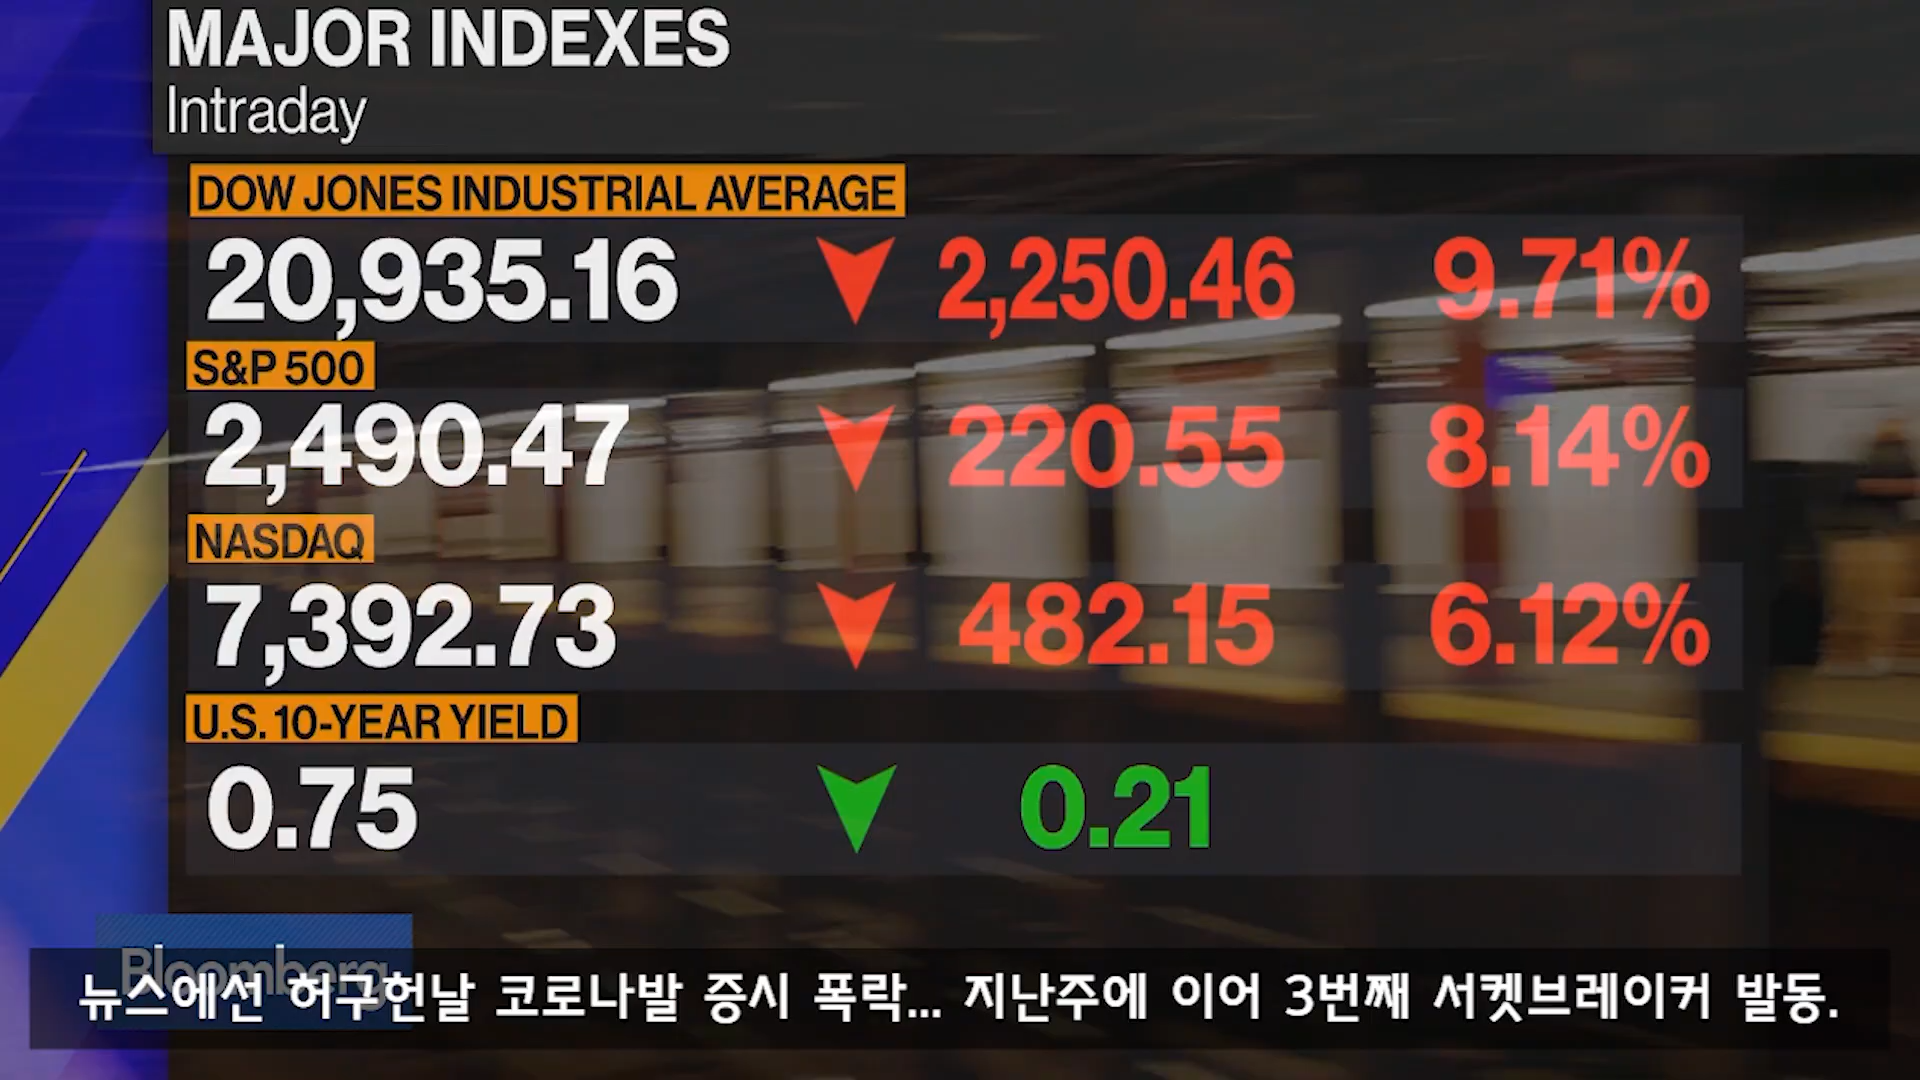 MAJOR INDEXES
Intraday
DOW JONES INDUSTRIAL AVERAGE
20,935.16 2,250.46 9.71%
S&P 500
2,490.47 220.55 8.14%
NASDAQ
7,392.73 482.15 6.12%
U.S. 10-YEAR YIELD
0.75 0.21
Bloomberg
뉴스에선 허구헌날 코로나발 증시 폭락... 지난주에 이어 3번째 서켓브레이커 발동.